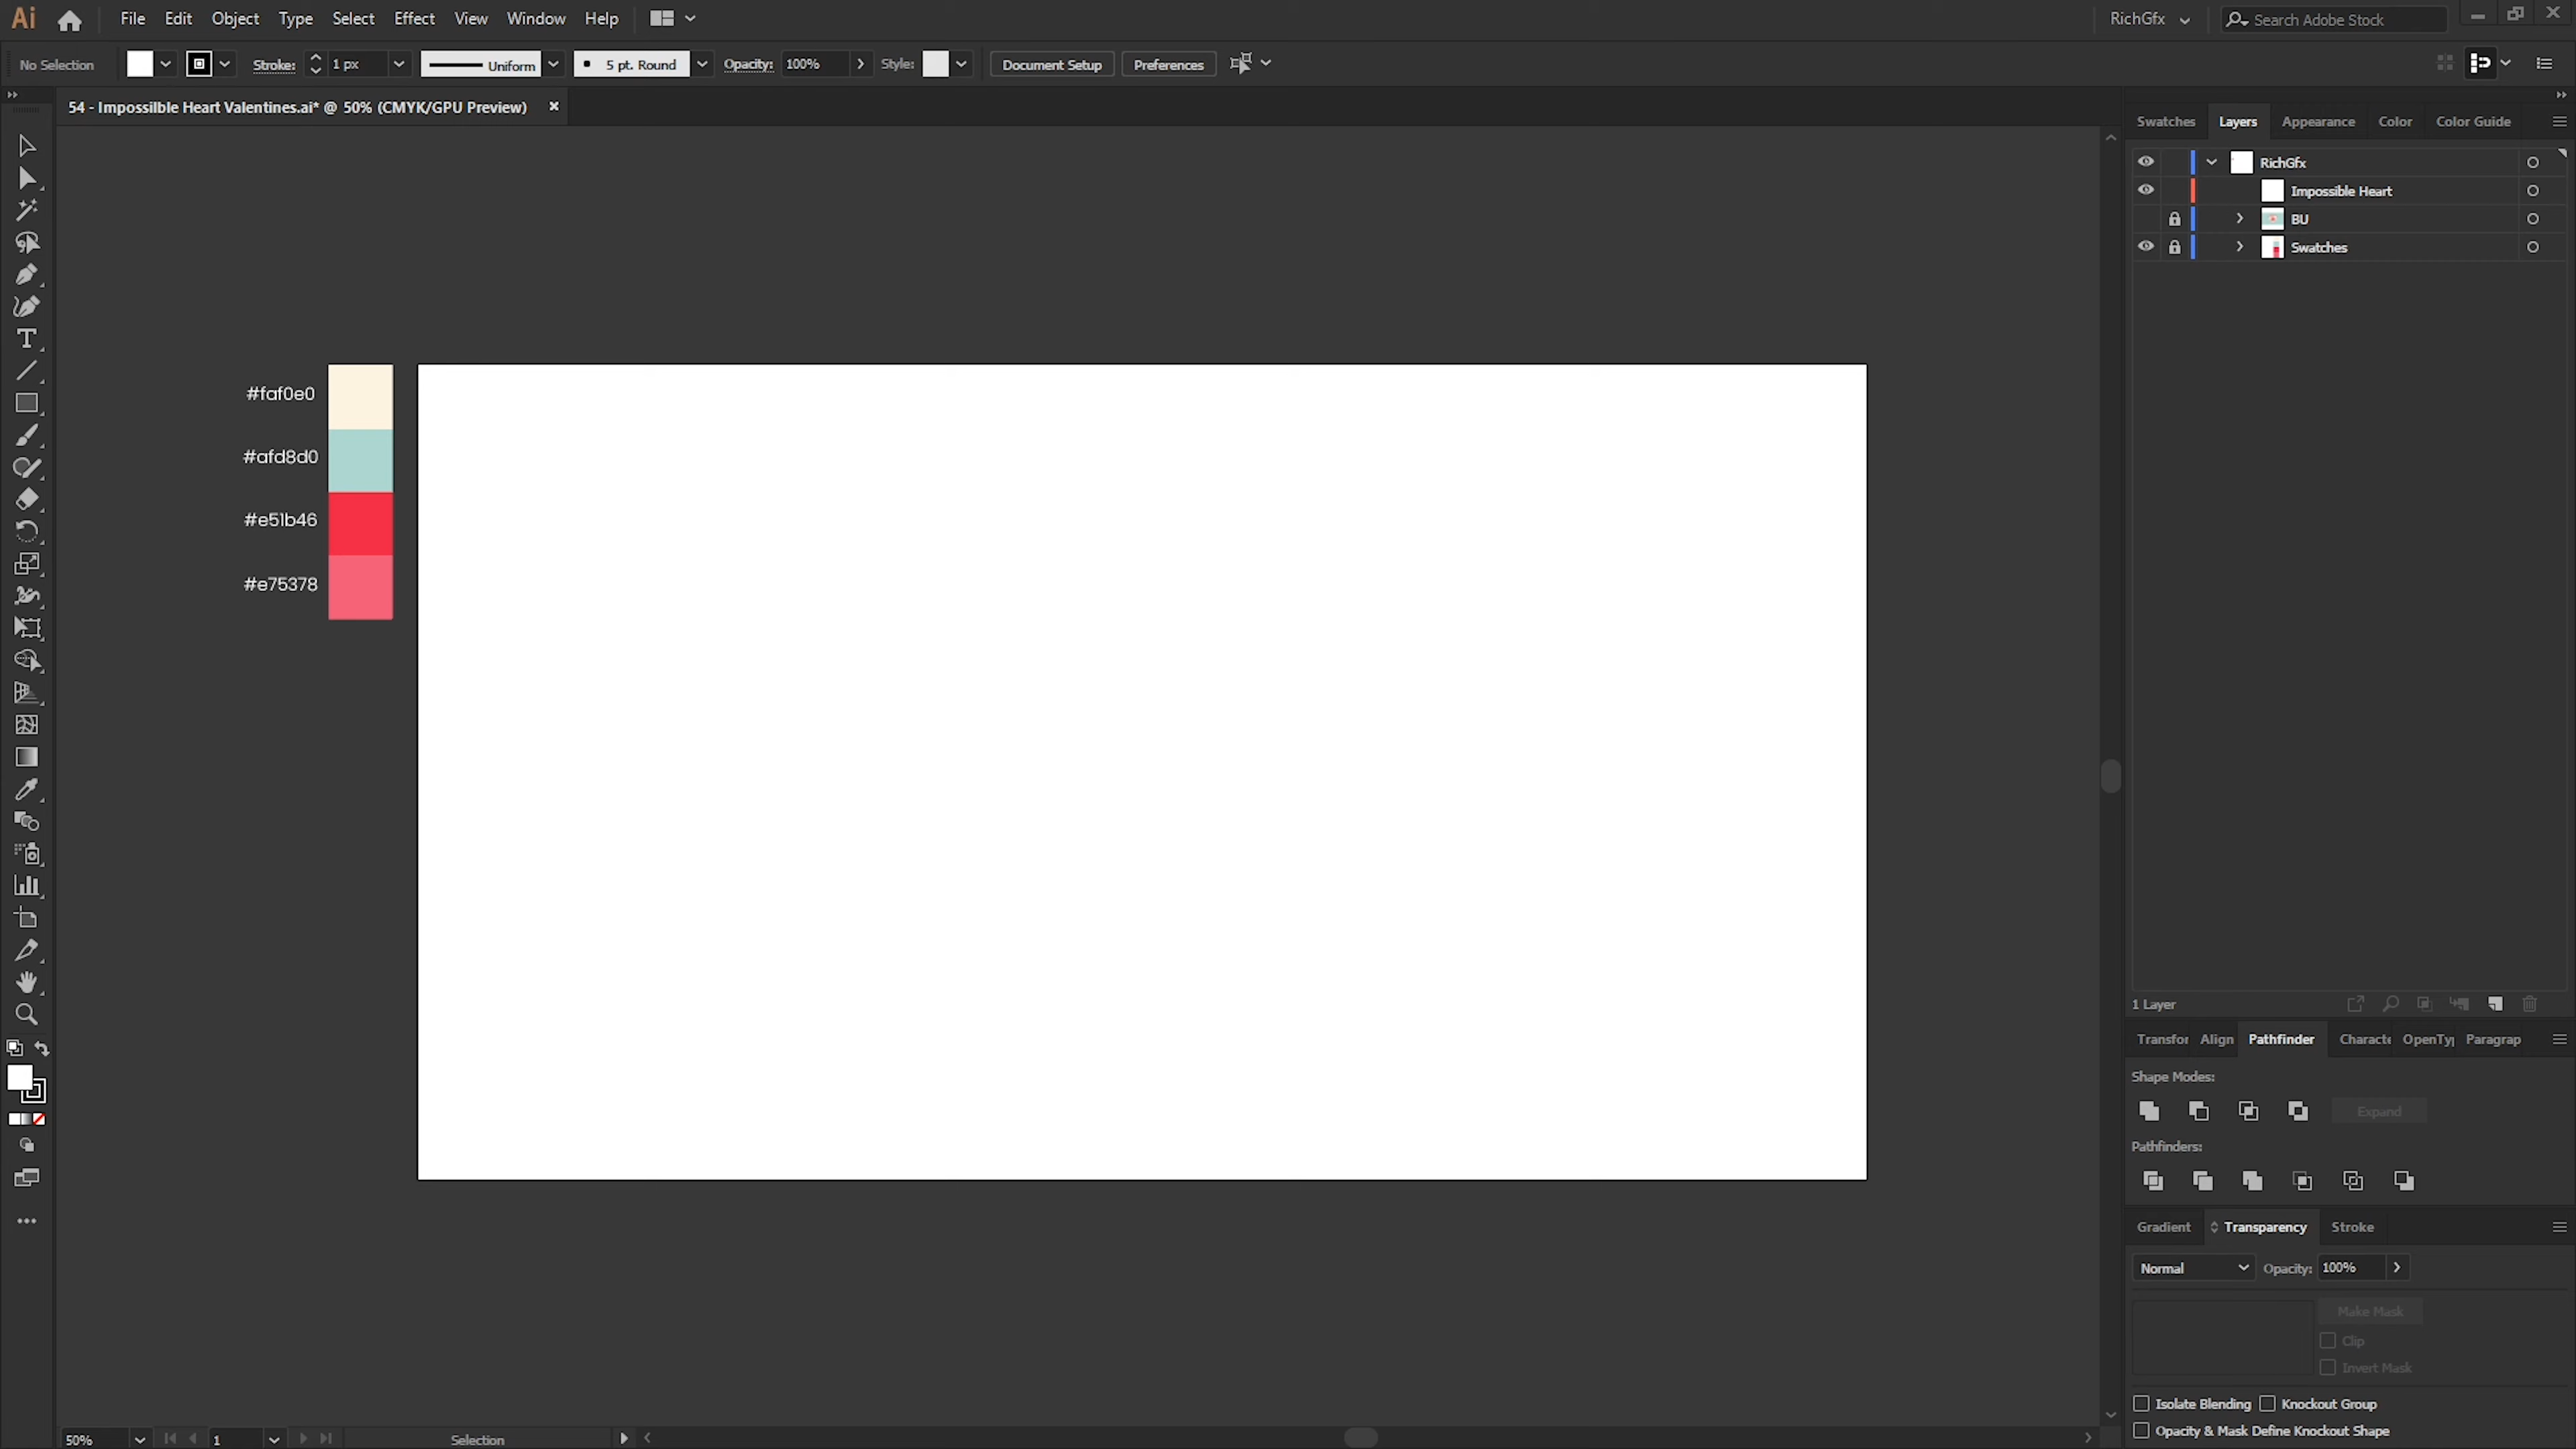 Ai File Edit Object Type Select Effect View Window Help RichGfx Search Adobe Stock
No Selection Stroke: 1 px Uniform 5 pt. Round Opacity: 100% Style: Document Setup Preferences
54 - Impossilble Heart Valentines.ai* @ 50% (CMYK/GPU Preview)
Swatches Layers Appearance Color Color Guide
RichGfx
Impossible Heart
BU
Swatches
#faf0e0
#afd8d0
#e51b46
#e75378
1 Layer
Transfor Align Pathfinder Characte OpenTyp Paragrap
Shape Modes:
Expand
Pathfinders:
Gradient Transparency Stroke
Normal Opacity: 100%
Make Mask
Clip
Invert Mask
Isolate Blending Knockout Group
Opacity & Mask Define Knockout Shape
50% 1 Selection